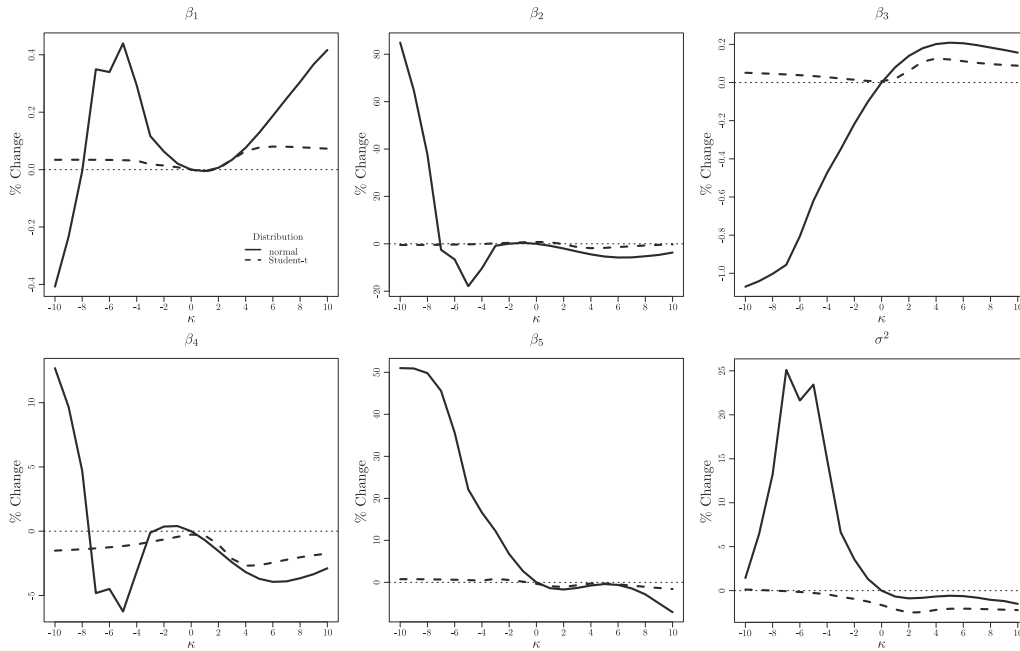 β1
β2
β3
% Change
-0.4
-0.2
0.0
0.2
0.4
Distribution
normal
Student-t
-10 -8 -6 -4 -2 0 2 4 6 8 10
κ
% Change
-20
0
20
40
60
80
-10 -8 -6 -4 -2 0 2 4 6 8 10
κ
% Change
-1.0
-0.8
-0.6
-0.4
-0.2
0.0
0.2
-10 -8 -6 -4 -2 0 2 4 6 8 10
κ
β4
β5
σ²
% Change
-5
0
5
10
-10 -8 -6 -4 -2 0 2 4 6 8 10
κ
% Change
0
10
20
30
40
50
-10 -8 -6 -4 -2 0 2 4 6 8 10
κ
% Change
0
5
10
15
20
25
-10 -8 -6 -4 -2 0 2 4 6 8 10
κ